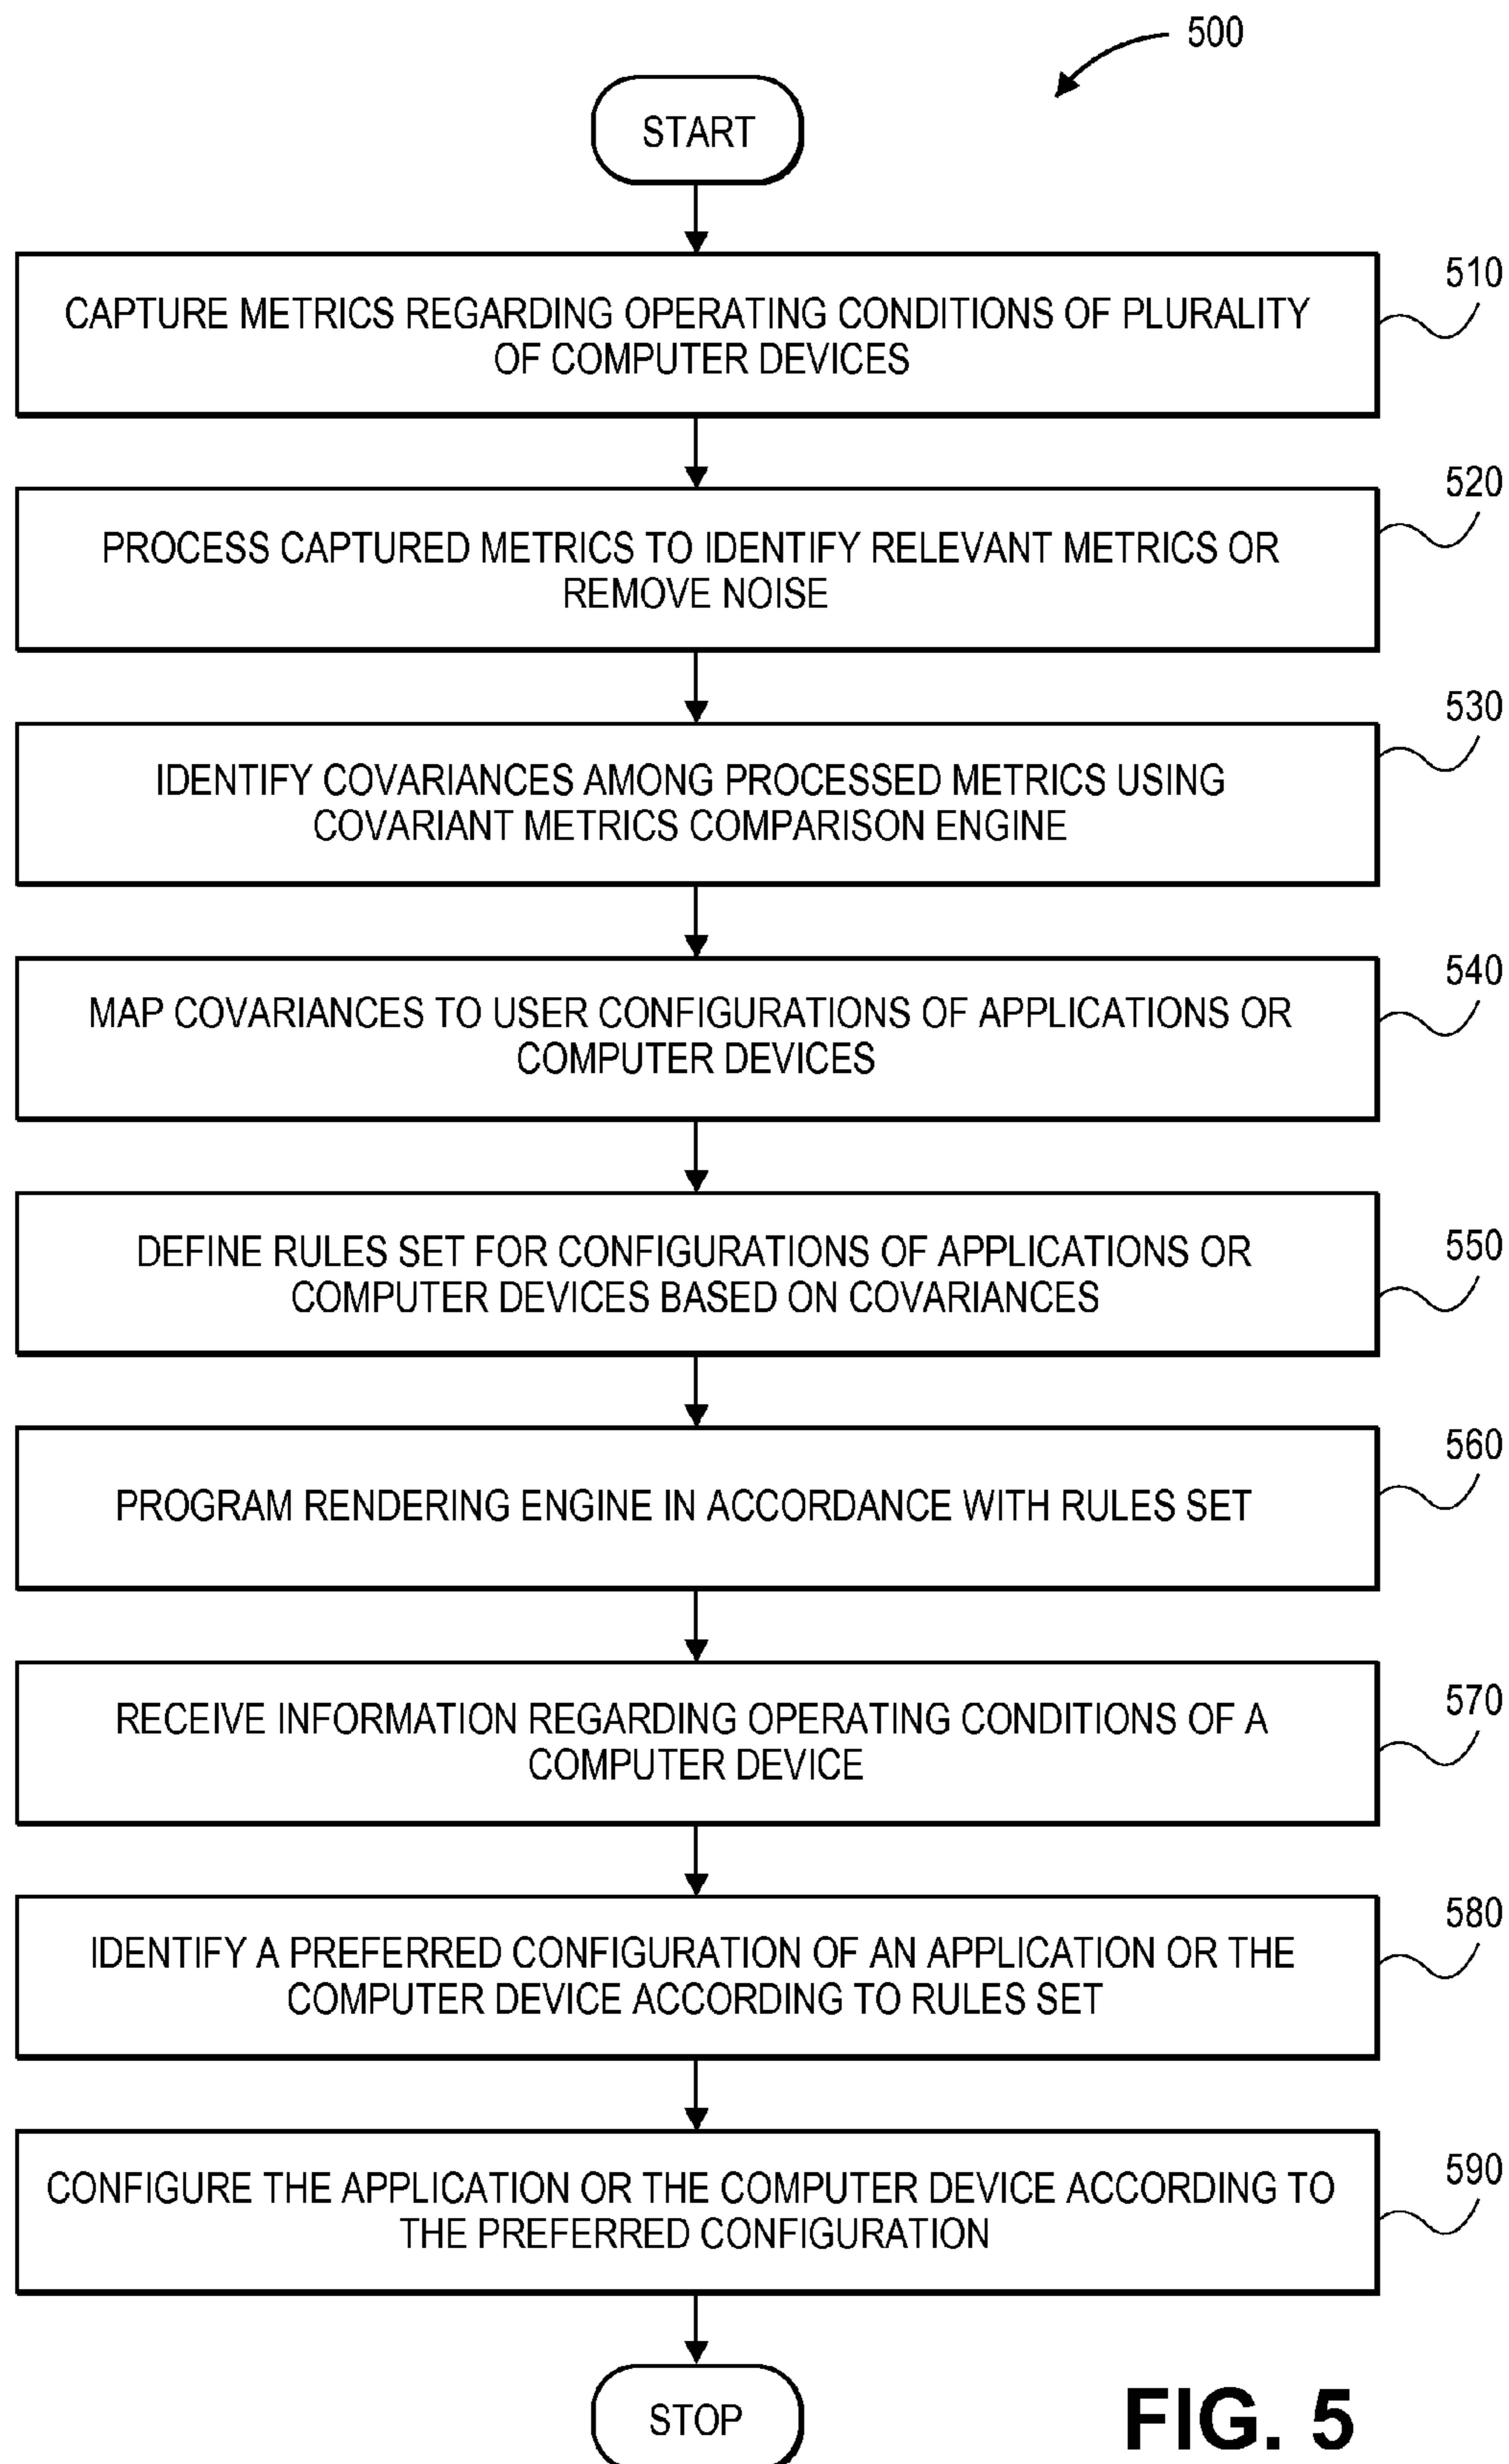 500
START
510
CAPTURE METRICS REGARDING OPERATING CONDITIONS OF PLURALITY
OF COMPUTER DEVICES
520
PROCESS CAPTURED METRICS TO IDENTIFY RELEVANT METRICS OR
REMOVE NOISE
530
IDENTIFY COVARIANCES AMONG PROCESSED METRICS USING
COVARIANT METRICS COMPARISON ENGINE
540
MAP COVARIANCES TO USER CONFIGURATIONS OF APPLICATIONS OR
COMPUTER DEVICES
550
DEFINE RULES SET FOR CONFIGURATIONS OF APPLICATIONS OR
COMPUTER DEVICES BASED ON COVARIANCES
560
PROGRAM RENDERING ENGINE IN ACCORDANCE WITH RULES SET
570
RECEIVE INFORMATION REGARDING OPERATING CONDITIONS OF A
COMPUTER DEVICE
580
IDENTIFY A PREFERRED CONFIGURATION OF AN APPLICATION OR THE
COMPUTER DEVICE ACCORDING TO RULES SET
590
CONFIGURE THE APPLICATION OR THE COMPUTER DEVICE ACCORDING TO
THE PREFERRED CONFIGURATION
STOP
FIG. 5